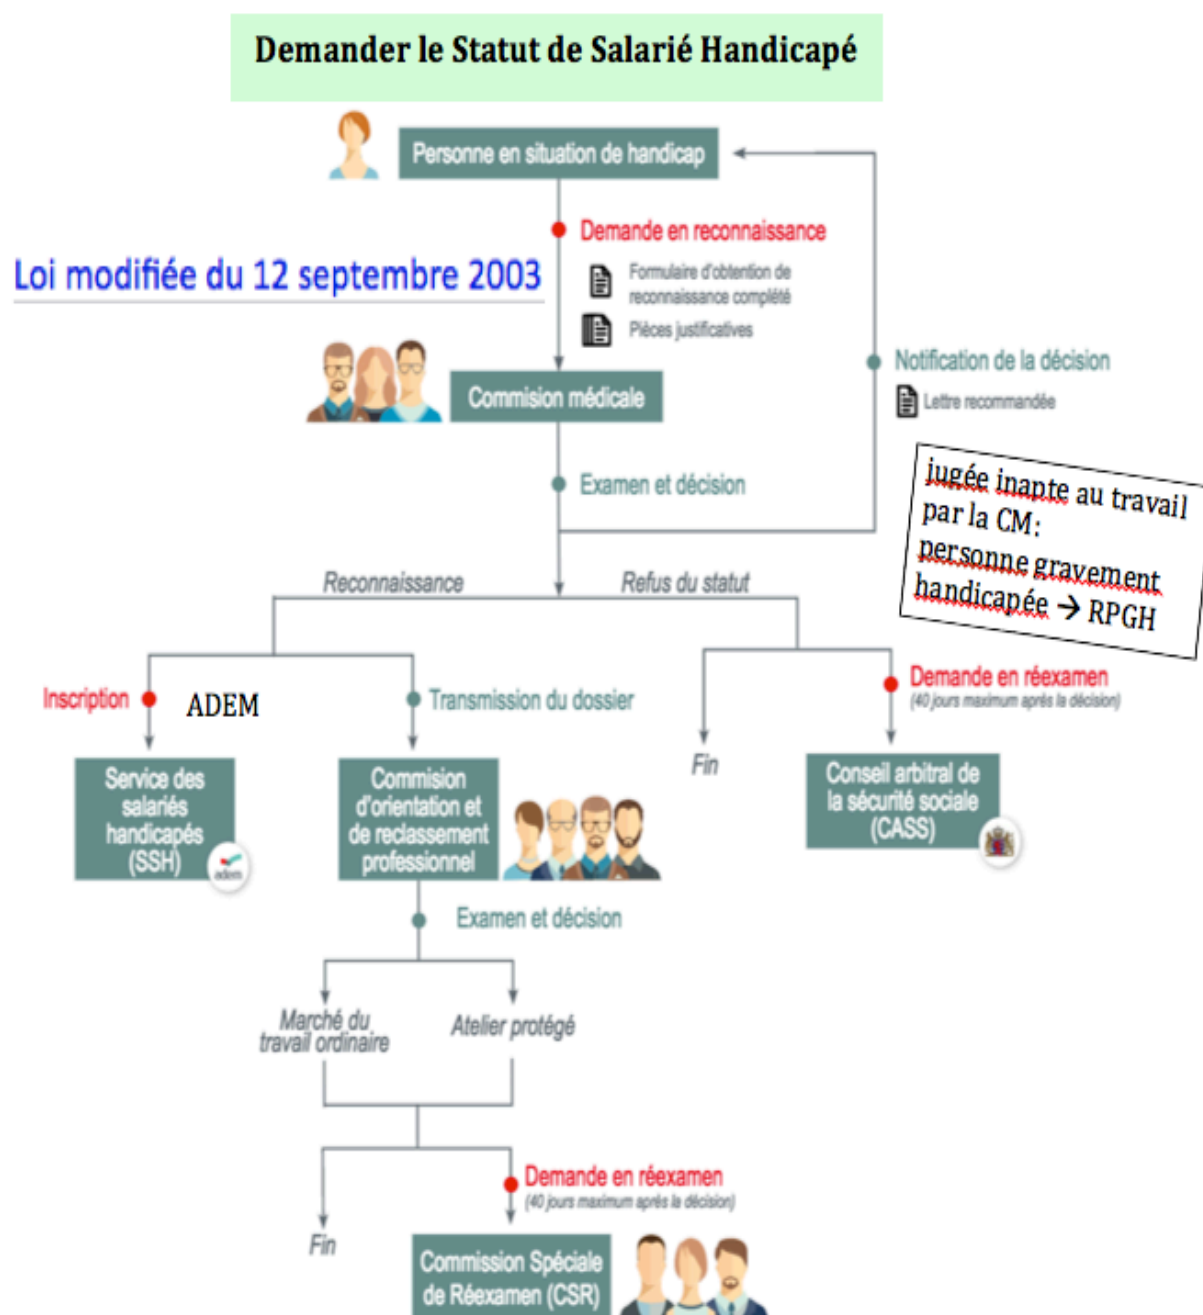 Demander le Statut de Salarié Handicapé
Personne en situation de handicap
Demande en reconnaissance
Loi modifiée du 12 septembre 2003
Formulaire d'obtention de
reconnaissance complété
Pièces justificatives
Notification de la décision
Lettre recommandée
Commision médicale
jugée inapte au travail
par la CM:
personne gravement
handicapée → RPGH
Examen et décision
Reconnaissance
Refus du statut
Inscription
ADEM
Transmission du dossier
Demande en réexamen
(40 jours maximum après la décision)
Fin
Service des
salariés
handicapés
(SSH)
adem
Commision
d'orientation et
de reclassement
professionnel
Conseil arbitral de
la sécurité sociale
(CASS)
Examen et décision
Marché du
travail ordinaire
Atelier protégé
Demande en réexamen
(40 jours maximum après la décision)
Fin
Commission Spéciale
de Réexamen (CSR)